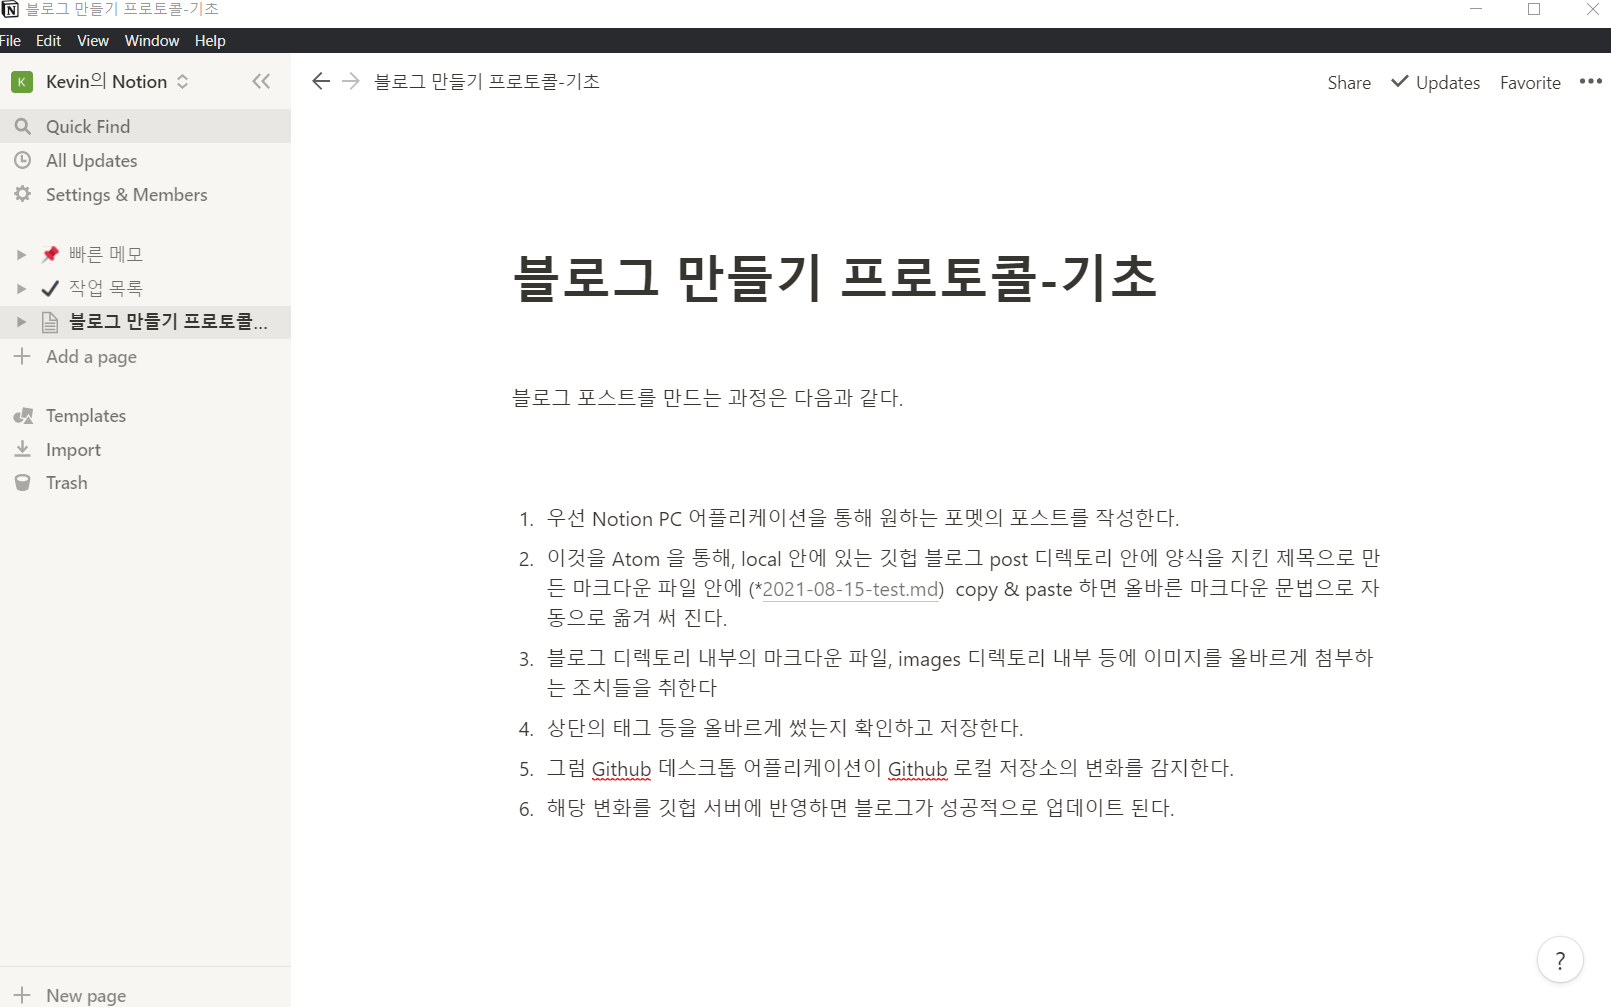 블로그 만들기 프로토콜-기초
File Edit View Window Help
K Kevin의 Notion
블로그 만들기 프로토콜-기초
Share Updates Favorite
Quick Find
All Updates
Settings & Members
빠른 메모
작업 목록
블로그 만들기 프로토콜...
Add a page
Templates
Import
Trash
New page
블로그 만들기 프로토콜-기초
블로그 포스트를 만드는 과정은 다음과 같다.
1. 우선 Notion PC 어플리케이션을 통해 원하는 포멧의 포스트를 작성한다.
2. 이것을 Atom 을 통해, local 안에 있는 깃헙 블로그 post 디렉토리 안에 양식을 지킨 제목으로 만
든 마크다운 파일 안에 (*2021-08-15-test.md) copy & paste 하면 올바른 마크다운 문법으로 자
동으로 옮겨 써 진다.
3. 블로그 디렉토리 내부의 마크다운 파일, images 디렉토리 내부 등에 이미지를 올바르게 첨부하
는 조치들을 취한다
4. 상단의 태그 등을 올바르게 썼는지 확인하고 저장한다.
5. 그럼 Github 데스크톱 어플리케이션이 Github 로컬 저장소의 변화를 감지한다.
6. 해당 변화를 깃헙 서버에 반영하면 블로그가 성공적으로 업데이트 된다.
?